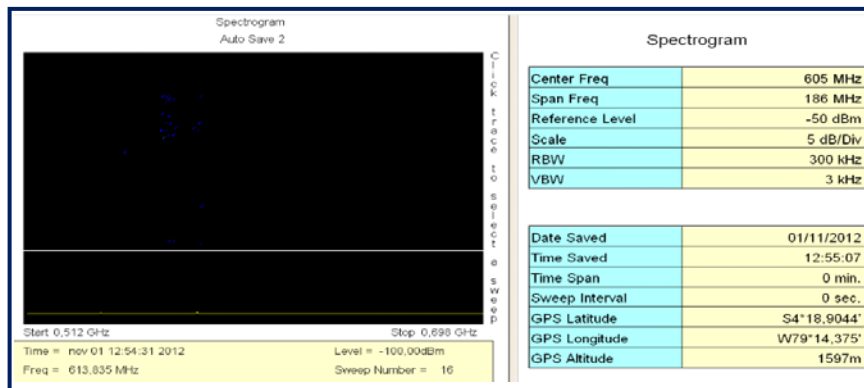 Spectrogram
Auto Save 2
Click trace to select a sweep
Start 0,512 GHz Stop 0,698 GHz
Time = nov 01 12:54:31 2012 Level = -100,00dBm
Freq = 613,835 MHz Sweep Number = 16
Spectrogram
Center Freq 605 MHz
Span Freq 186 MHz
Reference Level -50 dBm
Scale 5 dB/Div
RBW 300 kHz
VBW 3 kHz
Date Saved 01/11/2012
Time Saved 12:55:07
Time Span 0 min.
Sweep Interval 0 sec.
GPS Latitude S4°18,9044'
GPS Longitude W79°14,375'
GPS Altitude 1597m